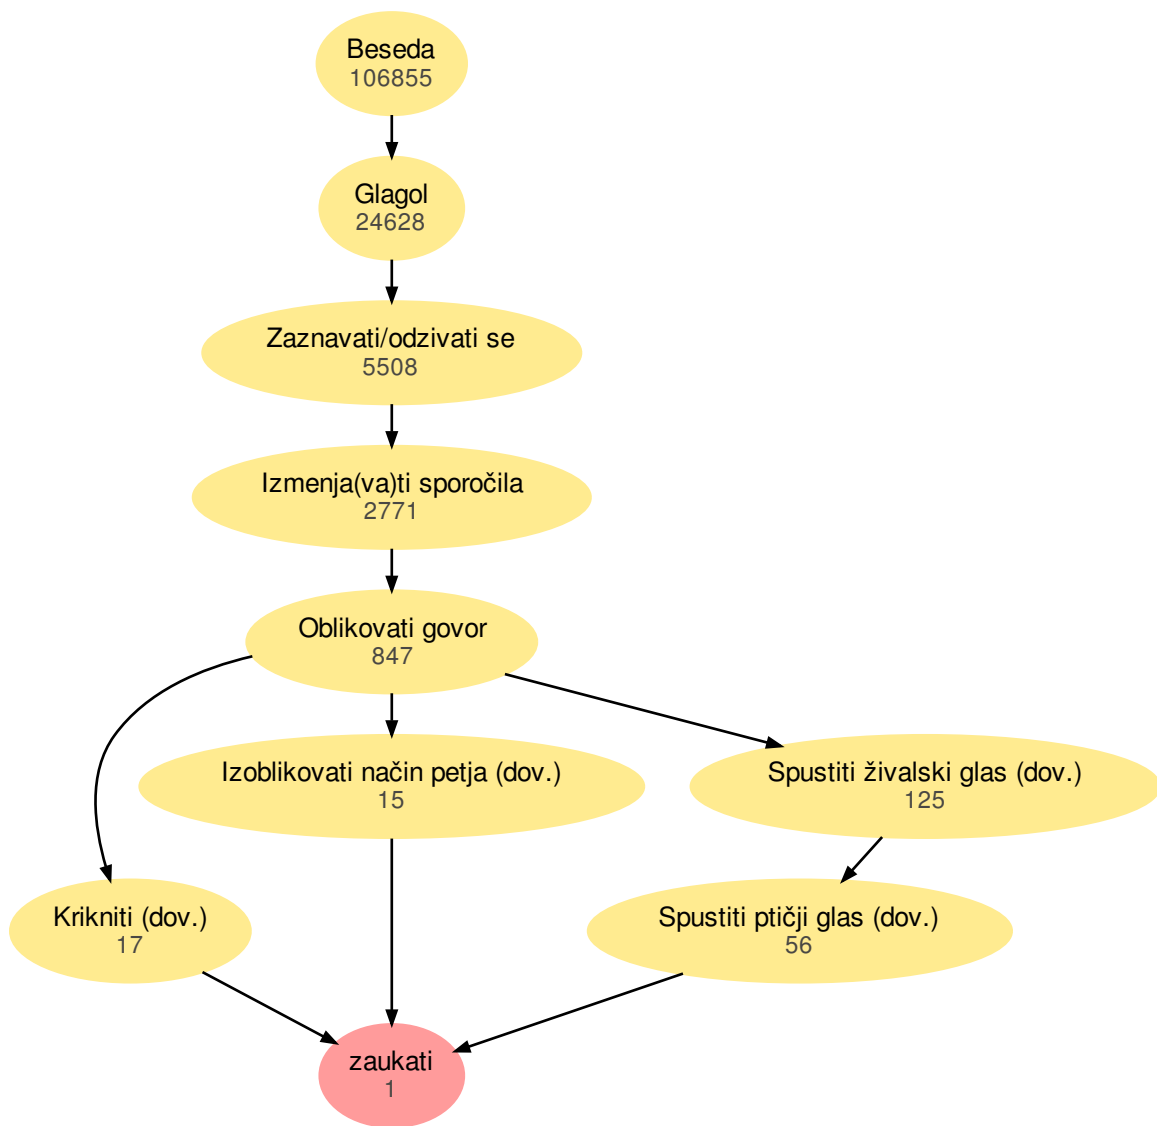 Beseda
106855
Glagol
24628
Zaznavati/odzivati se
5508
Izmenja(va)ti sporočila
2771
Oblikovati govor
847
Izoblikovati način petja (dov.)
15
Spustiti živalski glas (dov.)
125
Krikniti (dov.)
17
Spustiti ptičji glas (dov.)
56
zaukati
1